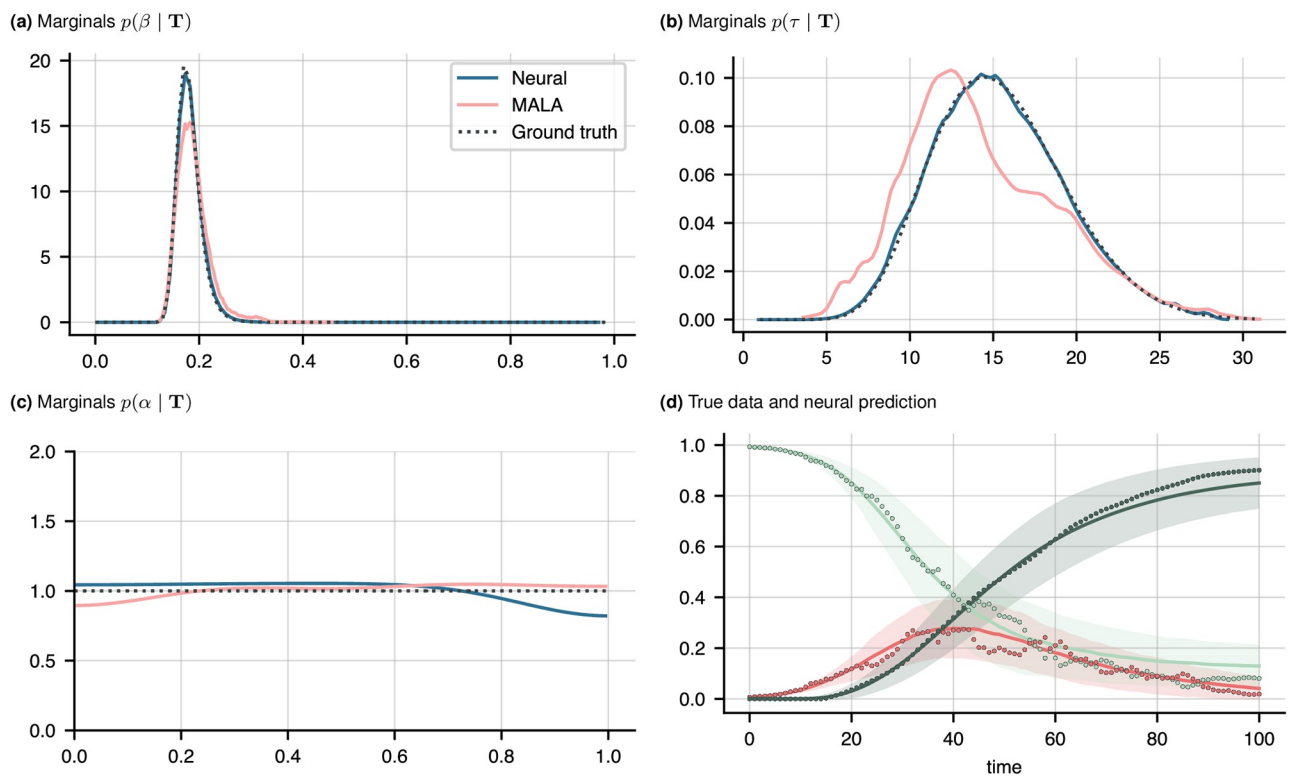 (a) Marginals p(β | T)
20
15
10
5
0
0.0 0.2 0.4 0.6 0.8 1.0
Neural
MALA
Ground truth
(b) Marginals p(τ | T)
0.10
0.08
0.06
0.04
0.02
0.00
0 5 10 15 20 25 30
(c) Marginals p(α | T)
2.0
1.5
1.0
0.5
0.0
0.0 0.2 0.4 0.6 0.8 1.0
(d) True data and neural prediction
1.0
0.8
0.6
0.4
0.2
0.0
0 20 40 60 80 100
time